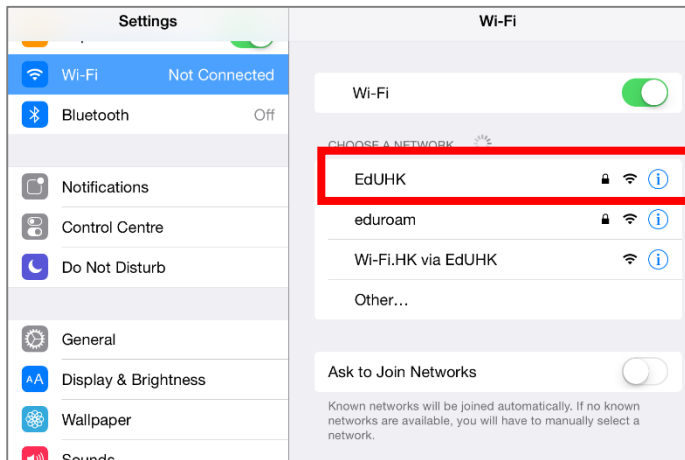 Settings
Wi-Fi Not Connected
Bluetooth Off
Notifications
Control Centre
Do Not Disturb
General
AA Display & Brightness
Wallpaper
Sounds
Wi-Fi
Wi-Fi
CHOOSE A NETWORK
EdUHK
eduroam
Wi-Fi.HK via EdUHK
Other...
Ask to Join Networks
Known networks will be joined automatically. If no known
networks are available, you will have to manually select a
network.